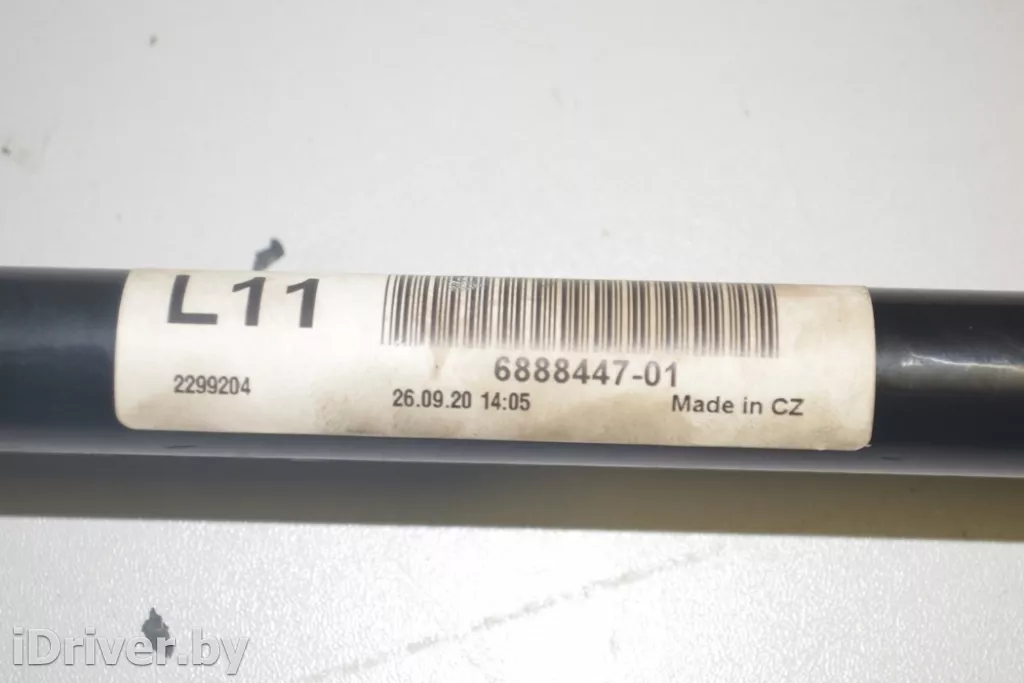 L11
6888447-01
2299204
26.09.20 14:05
Made in CZ
iDriver.by